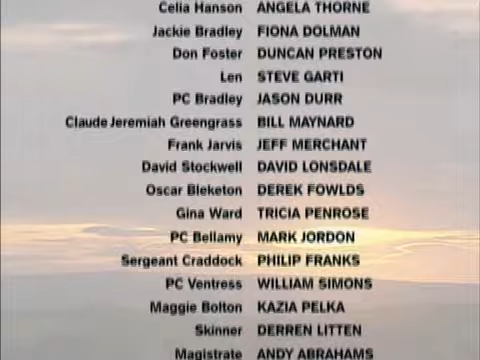 Celia Hanson ANGELA THORNE
Jackie Bradley FIONA DOLMAN
Don Foster DUNCAN PRESTON
Len STEVE GARTI
PC Bradley JASON DURR
Claude Jeremiah Greengrass BILL MAYNARD
Frank Jarvis JEFF MERCHANT
David Stockwell DAVID LONSDALE
Oscar Bleketon DEREK FOWLDS
Gina Ward TRICIA PENROSE
PC Bellamy MARK JORDON
Sergeant Craddock PHILIP FRANKS
PC Ventress WILLIAM SIMONS
Maggie Bolton KAZIA PELKA
Skinner DERREN LITTEN
Magistrate ANDY ABRAHAMS